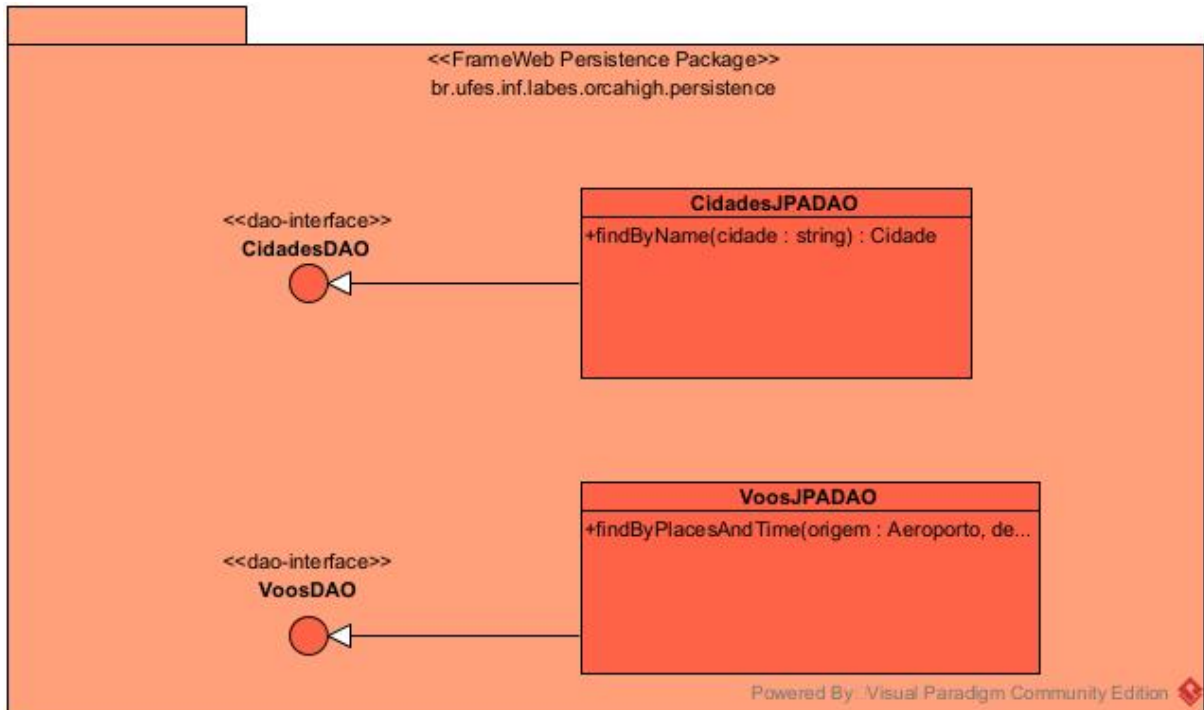 <<FrameWeb Persistence Package>>
br.ufes.inf.labes.orcahigh.persistence
<<dao-interface>>
CidadesDAO
CidadesJPADAO
+findByName(cidade : string) : Cidade
<<dao-interface>>
VoosDAO
VoosJPADAO
+findByPlacesAndTime(origem : Aeroporto, de...
Powered By Visual Paradigm Community Edition